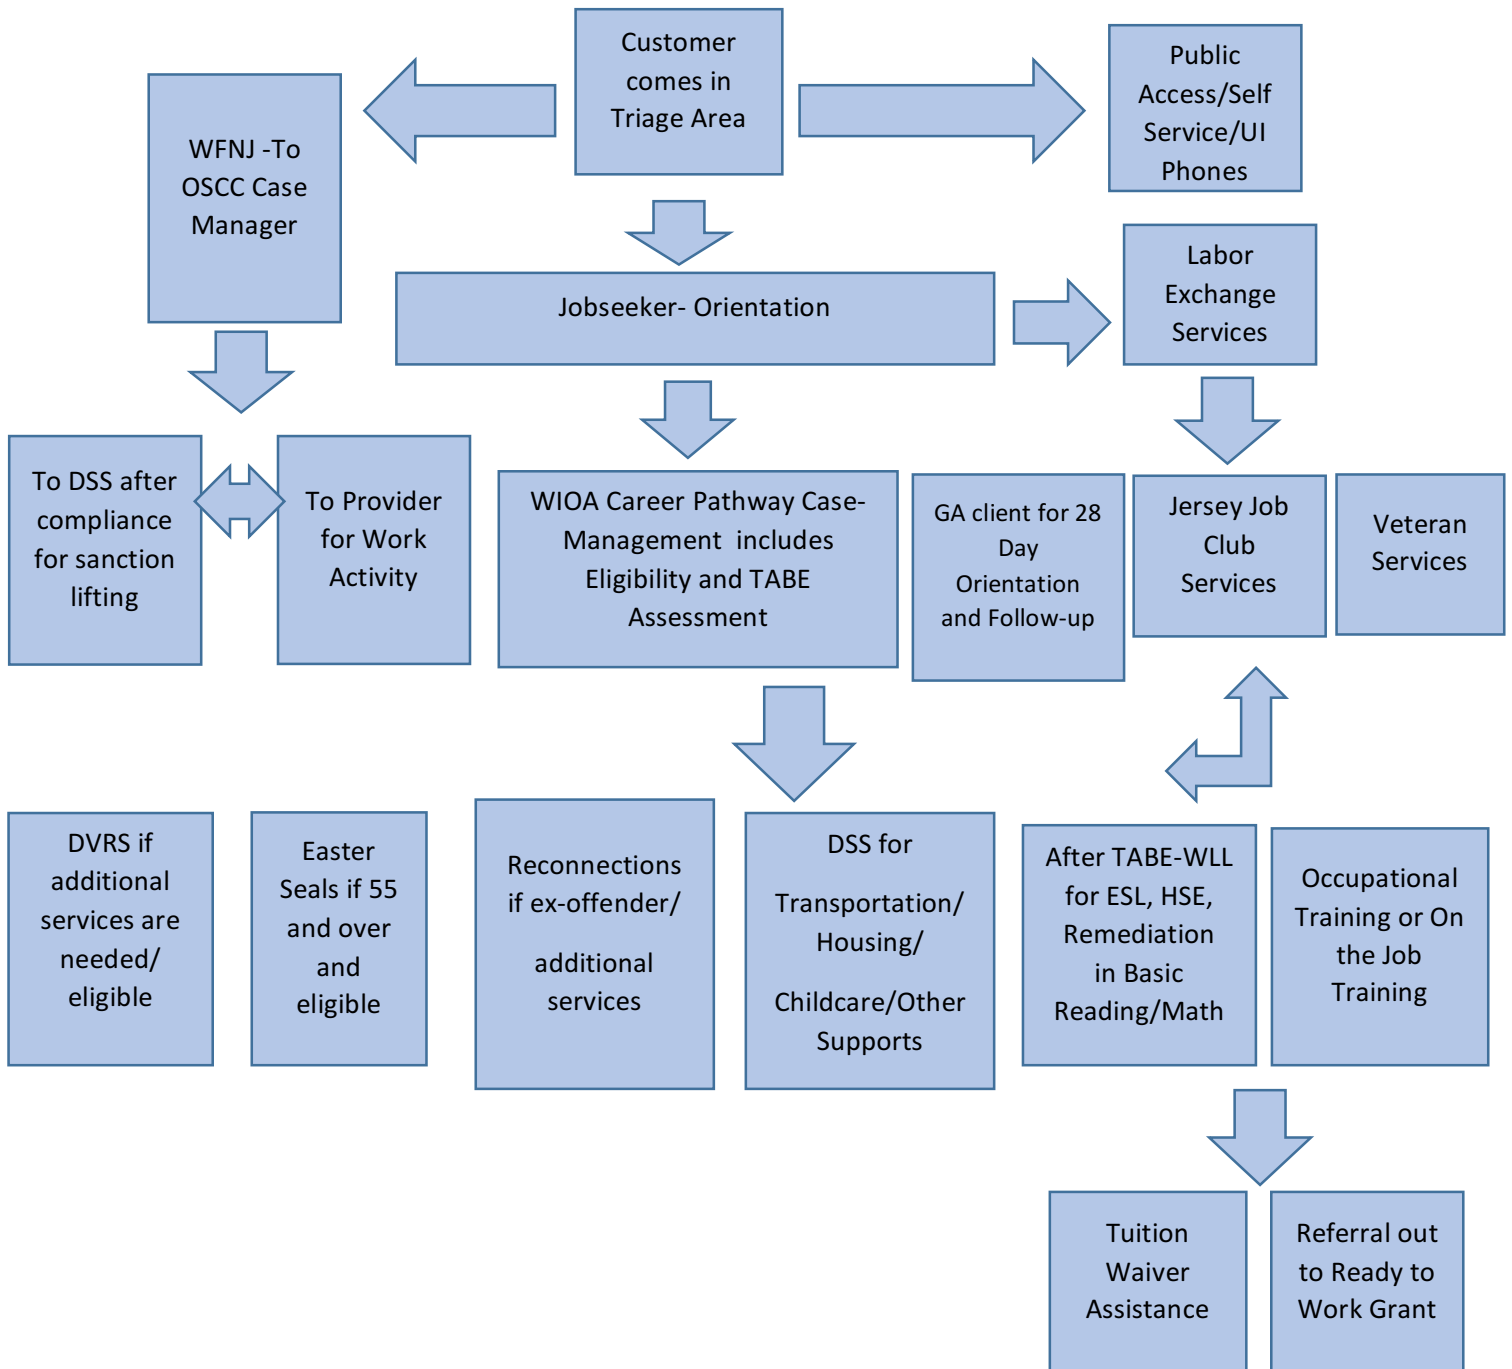 Customer
comes in
Triage Area
Public
Access/Self
Service/UI
Phones
WFNJ -To
OSCC Case
Manager
Labor
Exchange
Services
Jobseeker- Orientation
To DSS after
compliance
for sanction
lifting
To Provider
for Work
Activity
WIOA Career Pathway Case-
Management includes
Eligibility and TABE
Assessment
GA client for 28
Day
Orientation
and Follow-up
Jersey Job
Club
Services
Veteran
Services
DVRS if
additional
services are
needed/
eligible
Easter
Seals if 55
and over
and
eligible
Reconnections
if ex-offender/
additional
services
DSS for
Transportation/
Housing/
Childcare/Other
Supports
After TABE-WLL
for ESL, HSE,
Remediation
in Basic
Reading/Math
Occupational
Training or On
the Job
Training
Tuition
Waiver
Assistance
Referral out
to Ready to
Work Grant